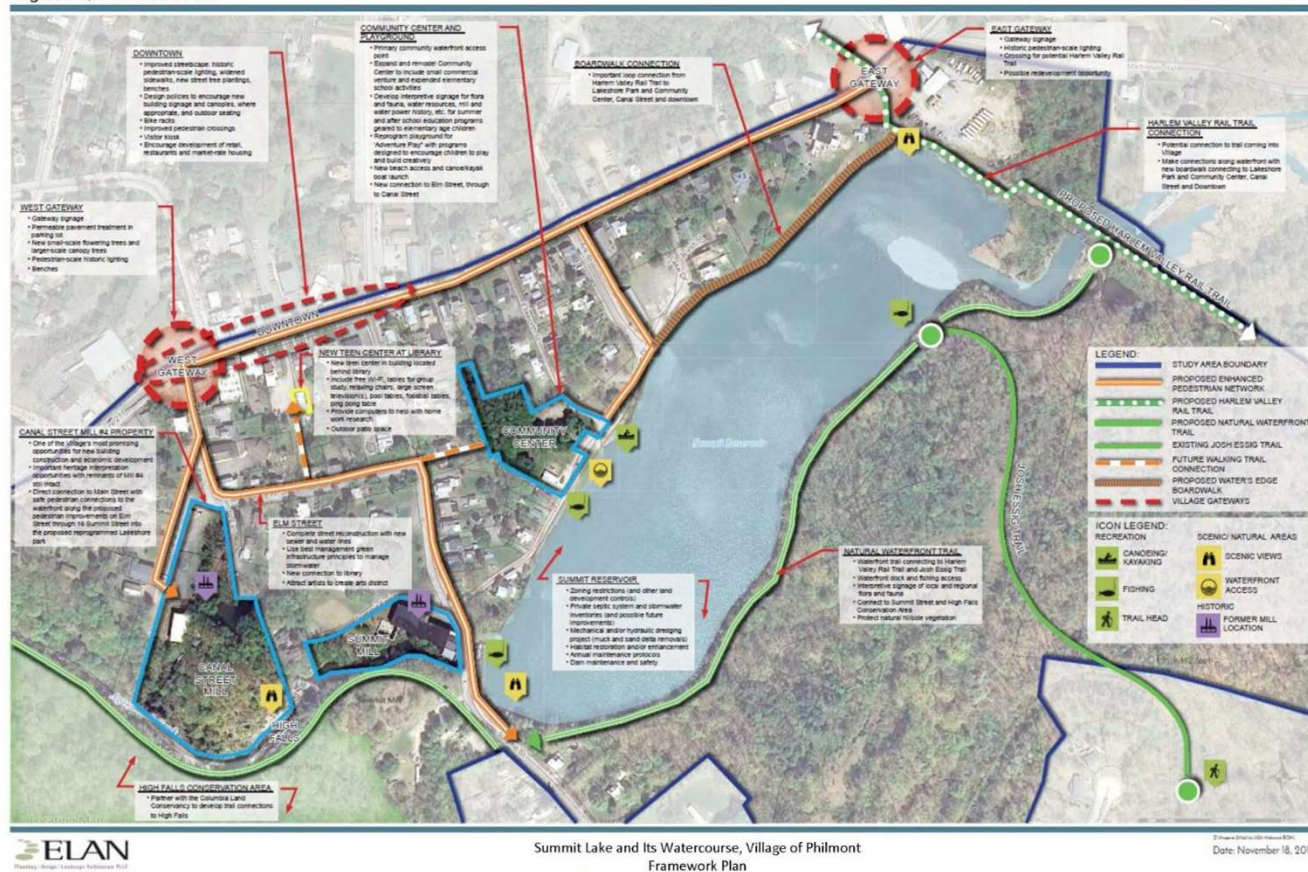 DOWNTOWN
• Improved streetscape: historic
pedestrian-scale lighting, widened
sidewalks, new street tree plantings,
benches
• Design policies to encourage new
building signage and canopies, where
appropriate, and outdoor seating
• Bike racks
• Improved pedestrian crossings
• Visitor kiosk
• Encourage development of retail,
restaurants and market-rate housing
COMMUNITY CENTER AND
PLAYGROUND
• Primary community waterfront access
point
• Expand and remodel Community
Center to include small commercial
venture and expended elementary
school activities
• Develop interpretive signage for flora
and fauna, water resources, mill and
water power history, etc. for summer
and after school education programs
geared to elementary age children
• Reprogram playground for
"Adventure Play" with programs
designed to encourage children to play
and build creatively
• New beach access and canoe/kayak
boat launch
• New connection to Elm Street, through
to Canal Street
BOARDWALK CONNECTION
• Important loop connection from
Harlem Valley Rail Trail to
Lakeshore Park and Community
Center, Canal Street and downtown
EAST GATEWAY
• Gateway signage
• Historic pedestrian-scale lighting
• Crossing for potential Harlem Valley Rail
Trail
• Possible redevelopment opportunity
EAST
GATEWAY
HARLEM VALLEY RAIL TRAIL
CONNECTION
• Potential connection to trail coming into
Village
• Make connections along waterfront with
new boardwalk connecting to Lakeshore
Park and Community Center, Canal
Street and Downtown
PROPOSED HARLEM VALLEY RAIL TRAIL
WEST GATEWAY
• Gateway signage
• Permeable pavement treatment in
parking lot
• New small-scale flowering trees and
larger-scale canopy trees
• Pedestrian-scale historic lighting
• Benches
DOWNTOWN
WEST
GATEWAY
NEW TEEN CENTER AT LIBRARY
• New teen center in building located
behind library
• Include free Wi-Fi, tables for group
study, relaxing chairs, large screen
television(s), pool tables, foosball tables,
ping pong table
• Provide computers to help with home
work research
• Outdoor patio space
COMMUNITY
CENTER
Summit Reservoir
CANAL STREET MILL #4 PROPERTY
• One of the Village's most promising
opportunities for new building
construction and economic development
• Important heritage interpretation
opportunities with remnants of Mill #4
still intact
• Direct connection to Main Street with
safe pedestrian connections to the
waterfront along the proposed
pedestrian improvements on Elm
Street through 16 Summit Street into
the proposed reprogrammed Lakeshore
park
ELM STREET
• Complete street reconstruction with new
sewer and water lines
• Use best management green
infrastructure principles to manage
stormwater
• New connection to library
• Attract artists to create arts district
SUMMIT RESERVOIR
• Zoning restrictions (and other land
development controls)
• Private septic system and stormwater
inventories (and possible future
improvements)
• Mechanical and/or hydraulic dredging
project (muck and sand delta removals)
• Habitat restoration and/or enhancement
• Annual maintenance protocols
• Dam maintenance and safety
NATURAL WATERFRONT TRAIL
• Waterfront trail connecting to Harlem
Valley Rail Trail and Josh Essig Trail
• Waterfront dock and fishing access
• Interpretive signage of local and regional
flora and fauna
• Connect to Summit Street and High Falls
Conservation Area
• Protect natural hillside vegetation
JOSH ESSIG TRAIL
LEGEND:
STUDY AREA BOUNDARY
PROPOSED ENHANCED
PEDESTRIAN NETWORK
PROPOSED HARLEM VALLEY
RAIL TRAIL
PROPOSED NATURAL WATERFRONT
TRAIL
EXISTING JOSH ESSIG TRAIL
FUTURE WALKING TRAIL
CONNECTION
PROPOSED WATER'S EDGE
BOARDWALK
VILLAGE GATEWAYS
ICON LEGEND:
RECREATION
CANOEING/
KAYAKING
FISHING
TRAIL HEAD
SCENIC/ NATURAL AREAS
SCENIC VIEWS
WATERFRONT
ACCESS
HISTORIC
FORMER MILL
LOCATION
CANAL
STREET
MILL
SUMMIT
MILL
HIGH
FALLS
HIGH FALLS CONSERVATION AREA
• Partner with the Columbia Land
Conservancy to develop trail connections
to High Falls
ELAN
Planning / Design / Landscape Architecture PLLC
Summit Lake and Its Watercourse, Village of Philmont
Framework Plan
Date: November 18, 201